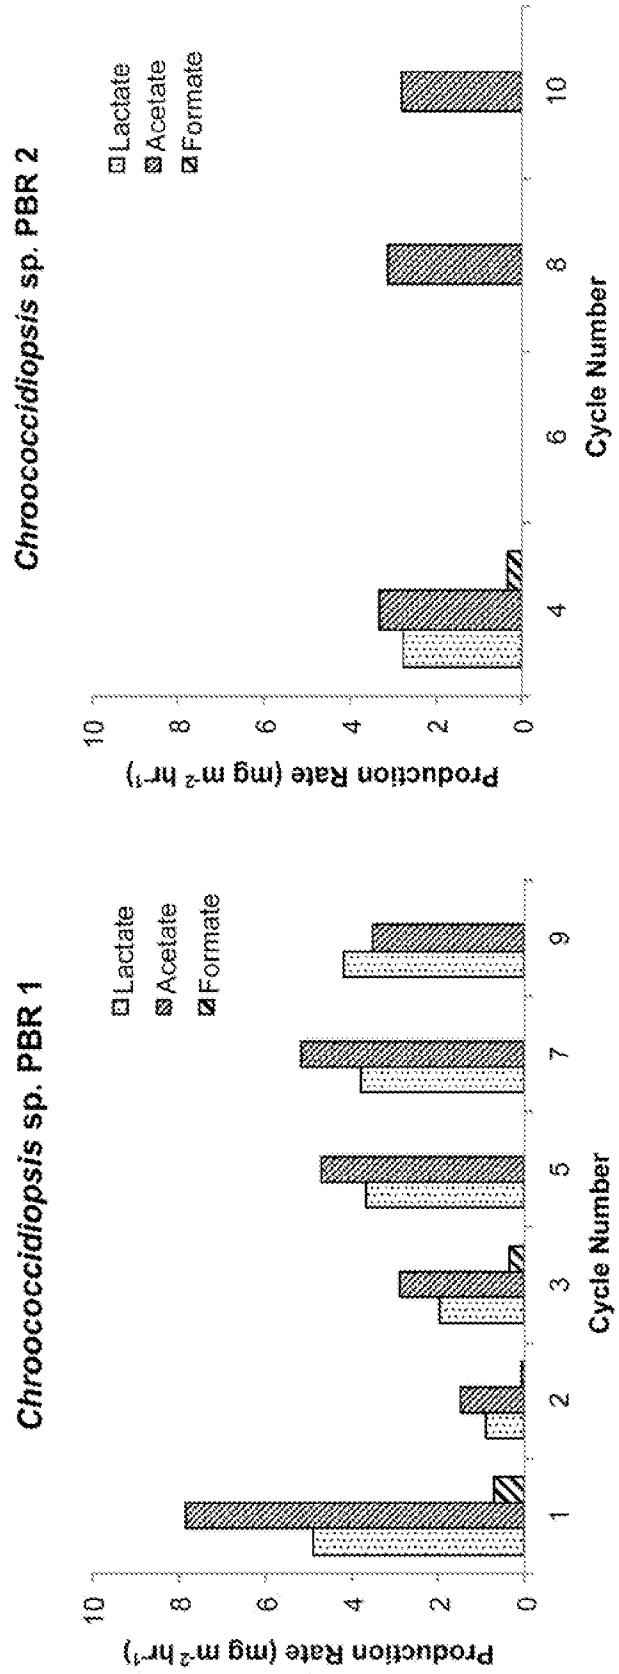 Chroococcidiopsis sp. PBR 1
Production Rate (mg m-2 hr-1)
10
8
6
4
2
0
Lactate
Acetate
Formate
1
2
3
5
7
9
Cycle Number
Chroococcidiopsis sp. PBR 2
Production Rate (mg m-2 hr-1)
10
8
6
4
2
0
Lactate
Acetate
Formate
4
6
8
10
Cycle Number